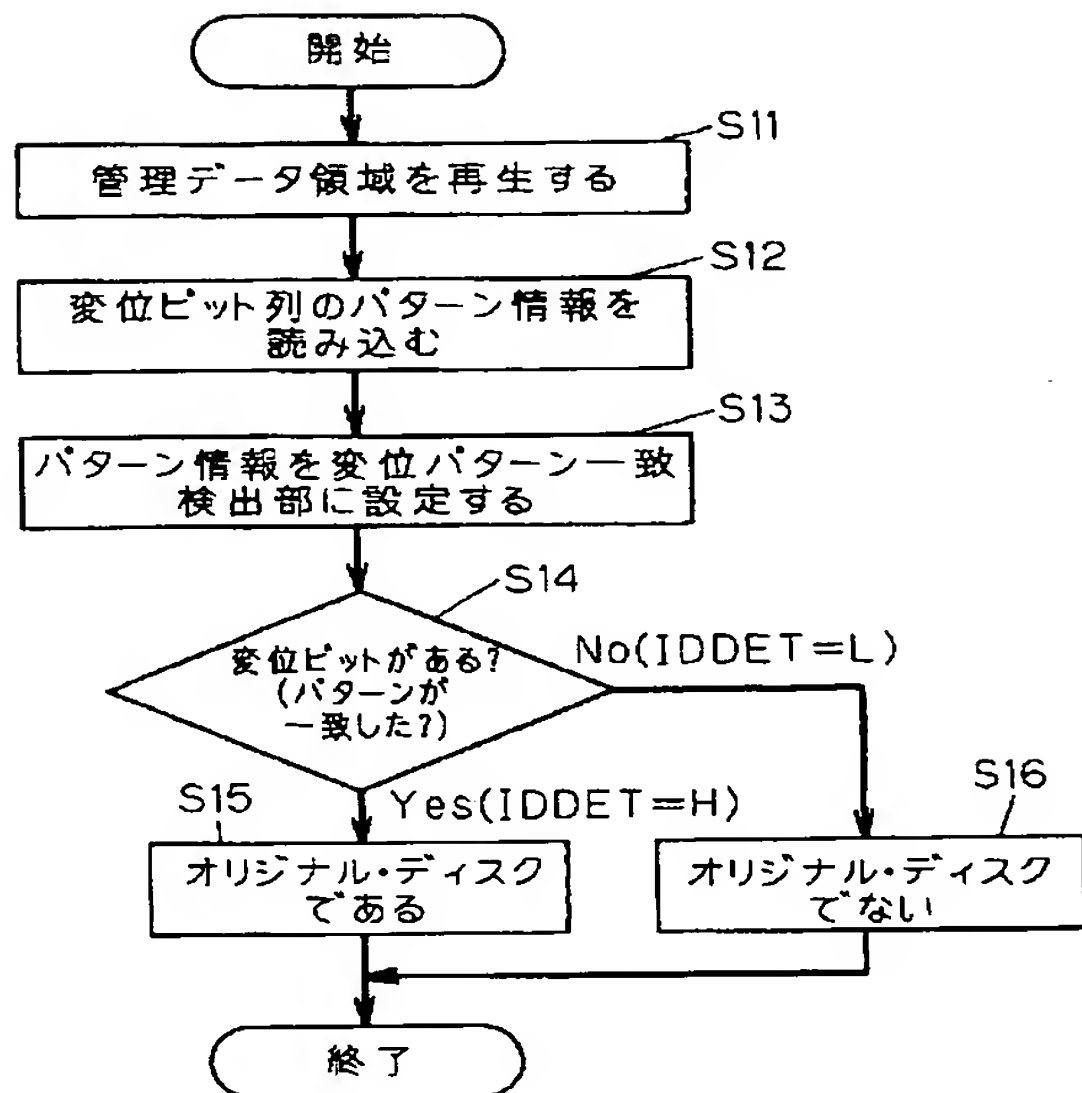 開始
S11
管理データ領域を再生する
S12
変位ピット列のパターン情報を
読み込む
S13
パターン情報を変位パターン一致
検出部に設定する
S14
変位ピットがある?
(パターンが
一致した?)
No(IDDET=L)
Yes(IDDET=H)
S15
オリジナル・ディスク
である
S16
オリジナル・ディスク
でない
終了